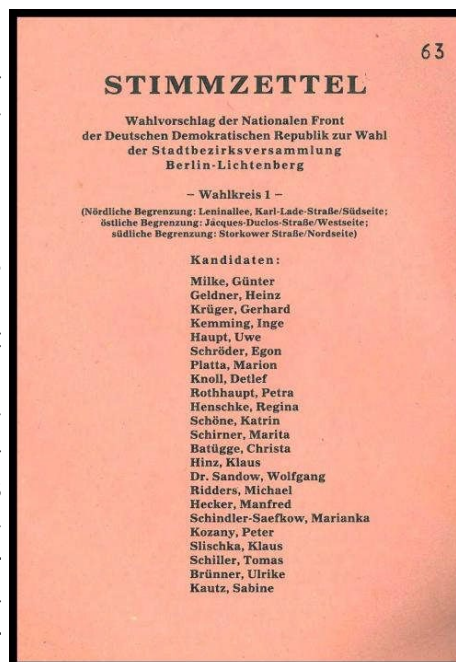 63
STIMMZETTEL
Wahlvorschlag der Nationalen Front
der Deutschen Demokratischen Republik zur Wahl
der Stadtbezirksversammlung
Berlin-Lichtenberg
– Wahlkreis 1 –
(Nördliche Begrenzung: Leninallee, Karl-Lade-Straße/Südseite;
östliche Begrenzung: Jacques-Duclos-Straße/Westseite;
südliche Begrenzung: Storkower Straße/Nordseite)
Kandidaten:
Milke, Günter
Geldner, Heinz
Krüger, Gerhard
Kemming, Inge
Haupt, Uwe
Schröder, Egon
Platta, Marion
Knoll, Detlef
Rothhaupt, Petra
Henschke, Regina
Schöne, Katrin
Schirner, Marita
Batügge, Christa
Hinz, Klaus
Dr. Sandow, Wolfgang
Ridders, Michael
Hecker, Manfred
Schindler-Saefkow, Marianka
Kozany, Peter
Slischka, Klaus
Schiller, Tomas
Brünner, Ulrike
Kautz, Sabine